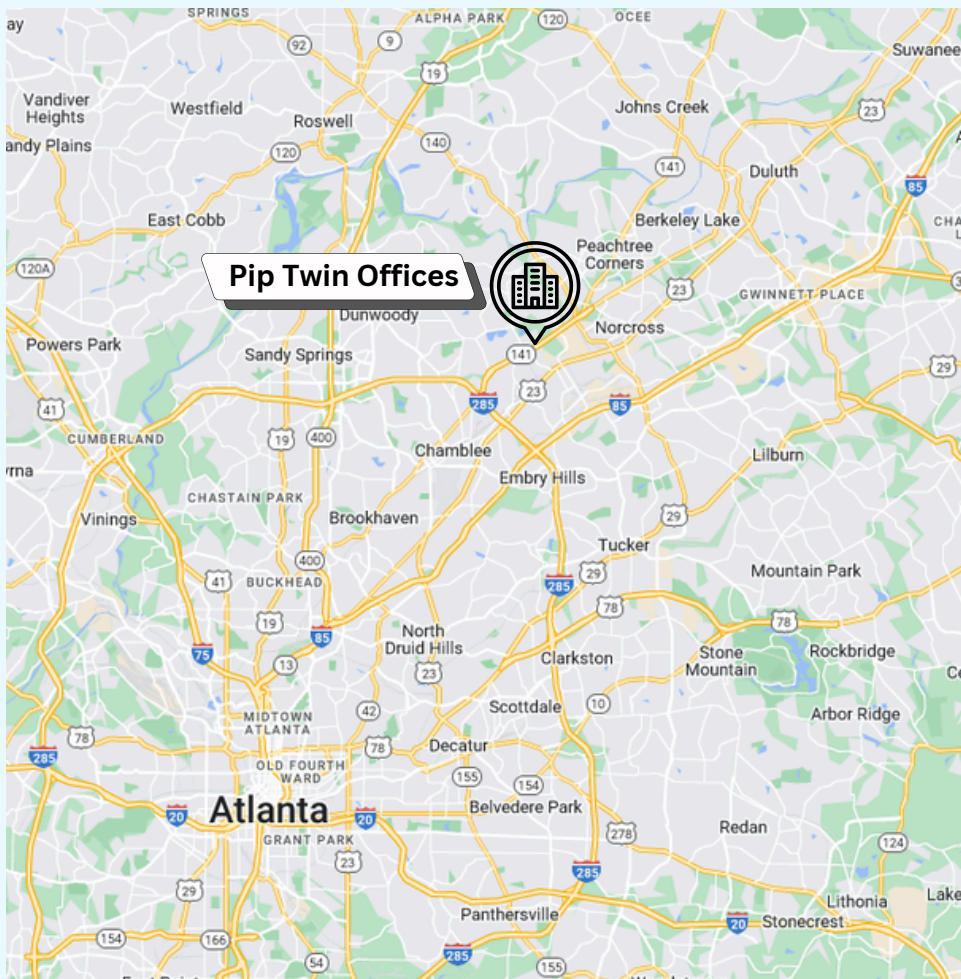 ay
SPRINGS
92
9
ALPHA PARK
120
OCEE
19
Suwanee
Vandiver
Heights
Westfield
Roswell
Johns Creek
23
andy Plains
120
140
141
Duluth
85
East Cobb
Berkeley Lake
120A
Pip Twin Offices
Peachtree
Corners
23
GWINNETT PLACE
Dunwoody
Norcross
Powers Park
Sandy Springs
141
29
41
285
23
85
CUMBERLAND
19
400
Chamblee
Lilburn
yrna
Embry Hills
CHASTAIN PARK
Vinings
Brookhaven
29
Tucker
400
41
BUCKHEAD
285
29
Mountain Park
19
78
78
85
North
Druid Hills
75
13
23
Clarkston
Stone
Mountain
Rockbridge
42
Scottdale
10
Arbor Ridge
MIDTOWN
ATLANTA
78
78
Decatur
285
OLD FOURTH
WARD
155
154
Atlanta
20
20
Belvedere Park
GRANT PARK
278
Redan
124
23
285
29
Lithonia
Lake
Panthersville
20
Stonecrest
154
166
285
54
155